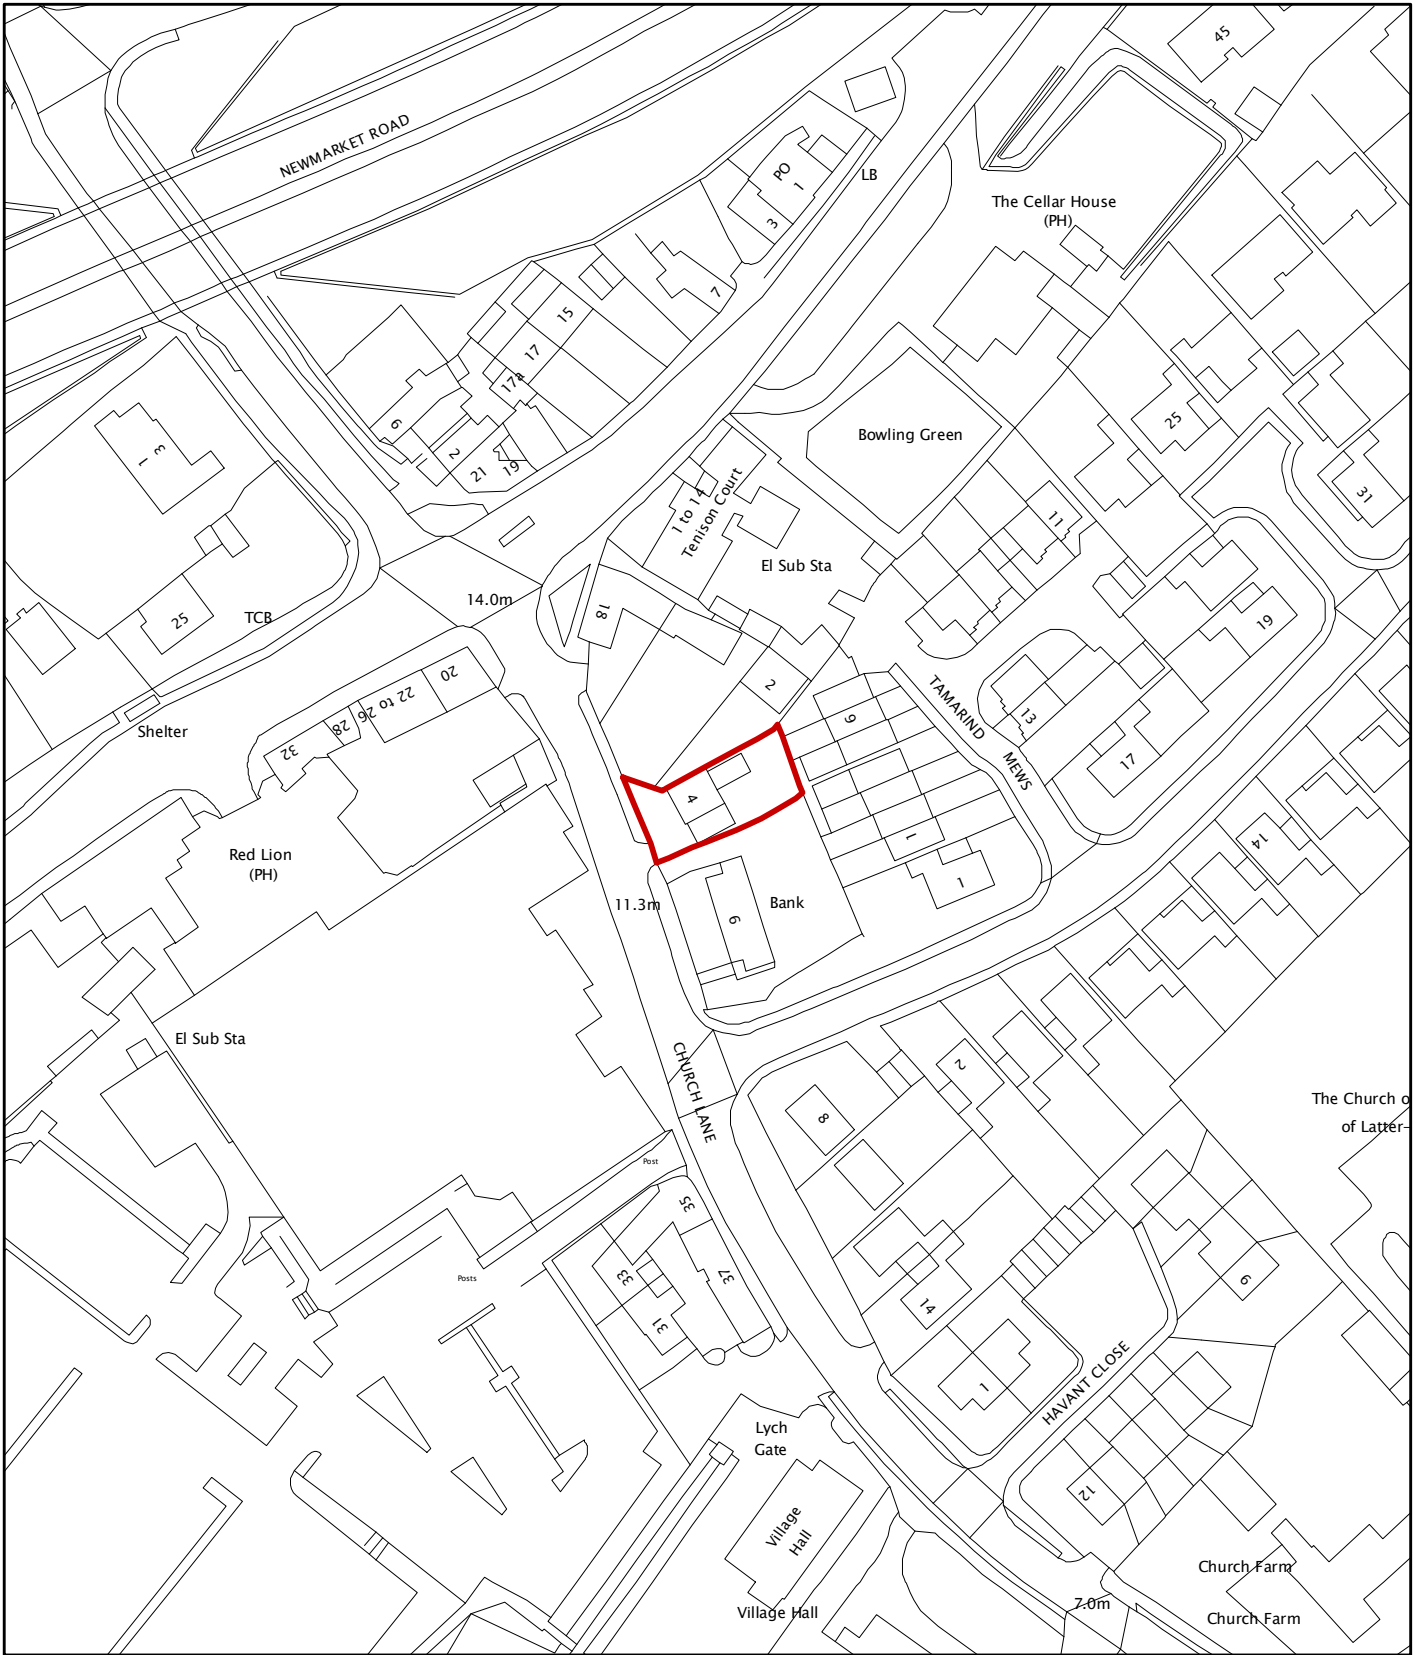 45
NEWMARKET ROAD
PO
1
LB
3
The Cellar House
(PH)
7
15
17
17a
6
2
21
19
3
1
Bowling Green
25
31
11
1 to 14
Tenison Court
El Sub Sta
14.0m
18
25
TCB
19
20
22 to 26
28
32
Shelter
2
9
TAMARIND
MEWS
13
17
4
1
14
1
Red Lion
(PH)
11.3m
Bank
6
El Sub Sta
CHURCH LANE
2
8
The Church o
of Latter-
Post
35
33
37
31
Posts
14
9
1
HAVANT CLOSE
Lych
Gate
12
Village
Hall
Village Hall
Church Farm
7.0m
Church Farm